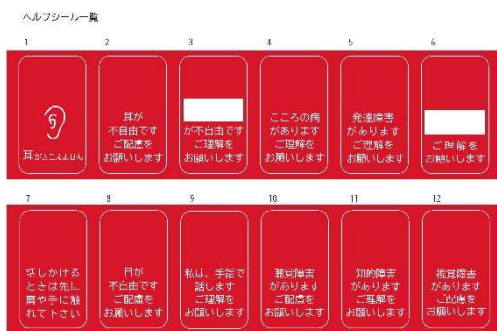 ヘルプシール一覧
1
2
3
4
5
6
耳がきこえません
耳が
不自由です
ご配慮を
お願いします
が不自由です
ご理解を
お願いします
こころの病
があります
ご理解を
お願いします
発達障害
があります
ご理解を
お願いします
ご理解を
お願いします
7
8
9
10
11
12
話しかける
ときは先に
肩や手に触
れて下さい
目が
不自由です
ご配慮を
お願いします
私は、手話で
話します
ご理解を
お願いします
聴覚障害
があります
ご配慮を
お願いします
知的障害
があります
ご理解を
お願いします
視覚障害
があります
ご配慮を
お願いします